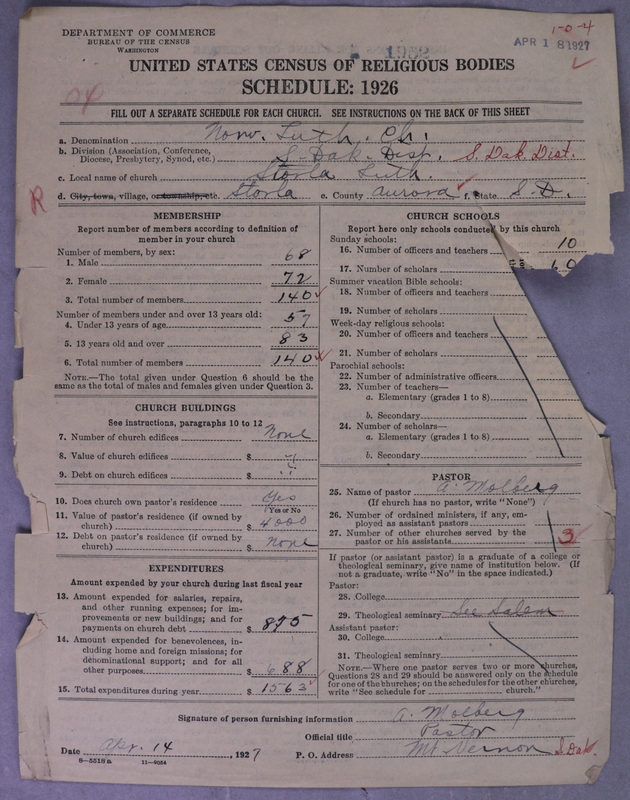 DEPARTMENT OF COMMERCE
BUREAU OF THE CENSUS
WASHINGTON
1-0-4
APR 18 1927
UNITED STATES CENSUS OF RELIGIOUS BODIES
SCHEDULE: 1926
FILL OUT A SEPARATE SCHEDULE FOR EACH CHURCH. SEE INSTRUCTIONS ON THE BACK OF THIS SHEET
a. Denomination Norw. Luth. Ch.
b. Division (Association, Conference, Diocese, Presbytery, Synod, etc.) S. Dak. Dist. S. Dak. Dist.
c. Local name of church Storla Luth.
d. City, town, village, or township, etc. Storla e. County Aurora f. State S. D.
R
MEMBERSHIP
Report number of members according to definition of
member in your church
Number of members, by sex:
1. Male 68
2. Female 72
3. Total number of members 140
Number of members under and over 13 years old:
4. Under 13 years of age 57
5. 13 years old and over 83
6. Total number of members 140
NOTE.—The total given under Question 6 should be
the same as the total of males and females given under Question 3.
CHURCH BUILDINGS
See instructions, paragraphs 10 to 12
7. Number of church edifices None
8. Value of church edifices $
9. Debt on church edifices $
10. Does church own pastor's residence Yes
Yes or No
11. Value of pastor's residence (if owned by
church) $ 4000
12. Debt on pastor's residence (if owned by
church) $ None
EXPENDITURES
Amount expended by your church during last fiscal year
13. Amount expended for salaries, repairs,
and other running expenses; for im-
provements or new buildings; and for
payments on church debt $ 875
14. Amount expended for benevolences, in-
cluding home and foreign missions; for
denominational support; and for all
other purposes $ 688
15. Total expenditures during year $ 1563
CHURCH SCHOOLS
Report here only schools conducted by this church
Sunday schools:
16. Number of officers and teachers 10
17. Number of scholars 60
Summer vacation Bible schools:
18. Number of officers and teachers
19. Number of scholars
Week-day religious schools:
20. Number of officers and teachers
21. Number of scholars
Parochial schools:
22. Number of administrative officers
23. Number of teachers—
a. Elementary (grades 1 to 8)
b. Secondary
24. Number of scholars—
a. Elementary (grades 1 to 8)
b. Secondary
PASTOR
25. Name of pastor A. Molberg
(If church has no pastor, write "None")
26. Number of ordained ministers, if any, em-
ployed as assistant pastors
27. Number of other churches served by the
pastor or his assistants 3
If pastor (or assistant pastor) is a graduate of a college or
theological seminary, give name of institution below. (If
not a graduate, write "No" in the space indicated.)
Pastor:
28. College
29. Theological seminary See Salem
Assistant pastor:
30. College
31. Theological seminary
NOTE.—Where one pastor serves two or more churches,
Questions 28 and 29 should be answered only on the schedule
for one of the churches; on the schedules for the other churches,
write "See schedule for church."
Signature of person furnishing information A. Molberg
Official title Pastor
Date Apr. 14, 1927 P. O. Address Mt. Vernon S. Dak.
8—5518a 11—9054